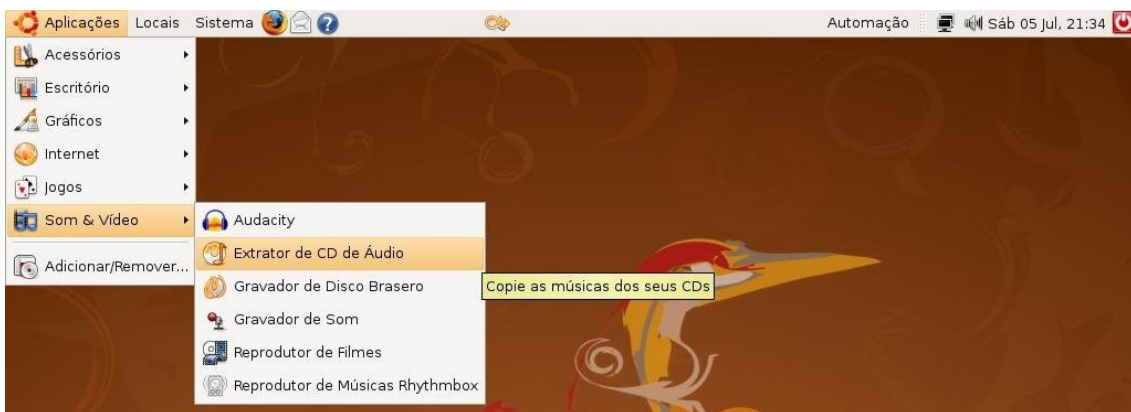 Aplicações Locais Sistema Automação Sáb 05 Jul, 21:34
Acessórios
Escritório
Gráficos
Internet
Jogos
Som & Vídeo
Adicionar/Remover...
Audacity
Extrator de CD de Áudio
Gravador de Disco Brasero
Gravador de Som
Reprodutor de Filmes
Reprodutor de Músicas Rhythmbox
Copie as músicas dos seus CDs